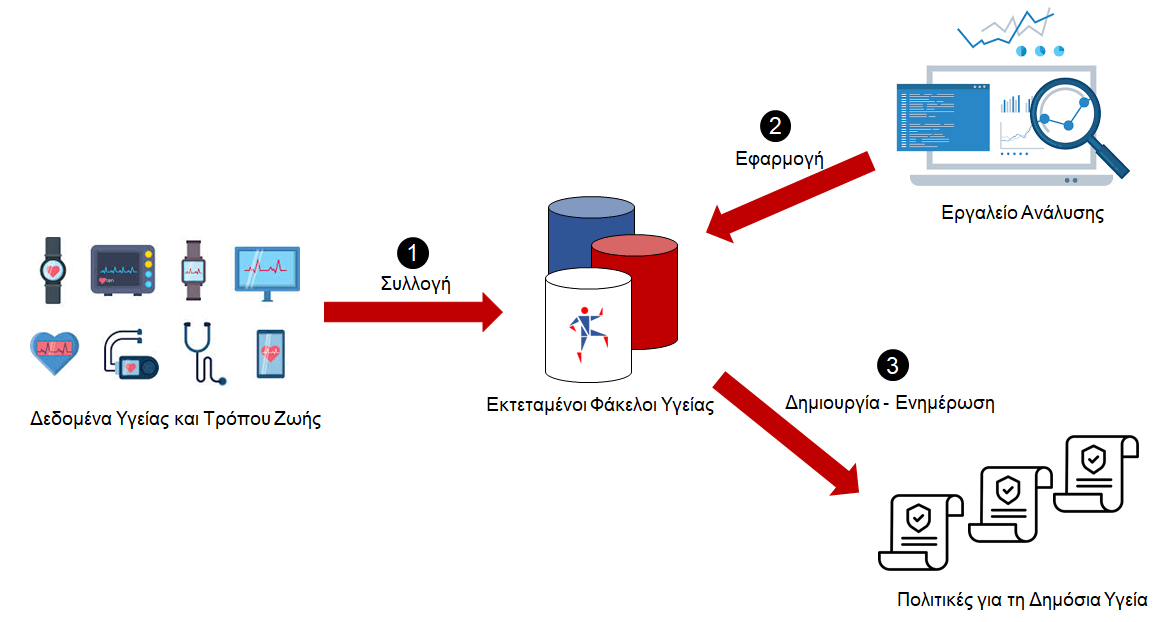 1
Συλλογή
Δεδομένα Υγείας και Τρόπου Ζωής
Εκτεταμένοι Φάκελοι Υγείας
2
Εφαρμογή
Εργαλείο Ανάλυσης
3
Δημιουργία - Ενημέρωση
Πολιτικές για τη Δημόσια Υγεία